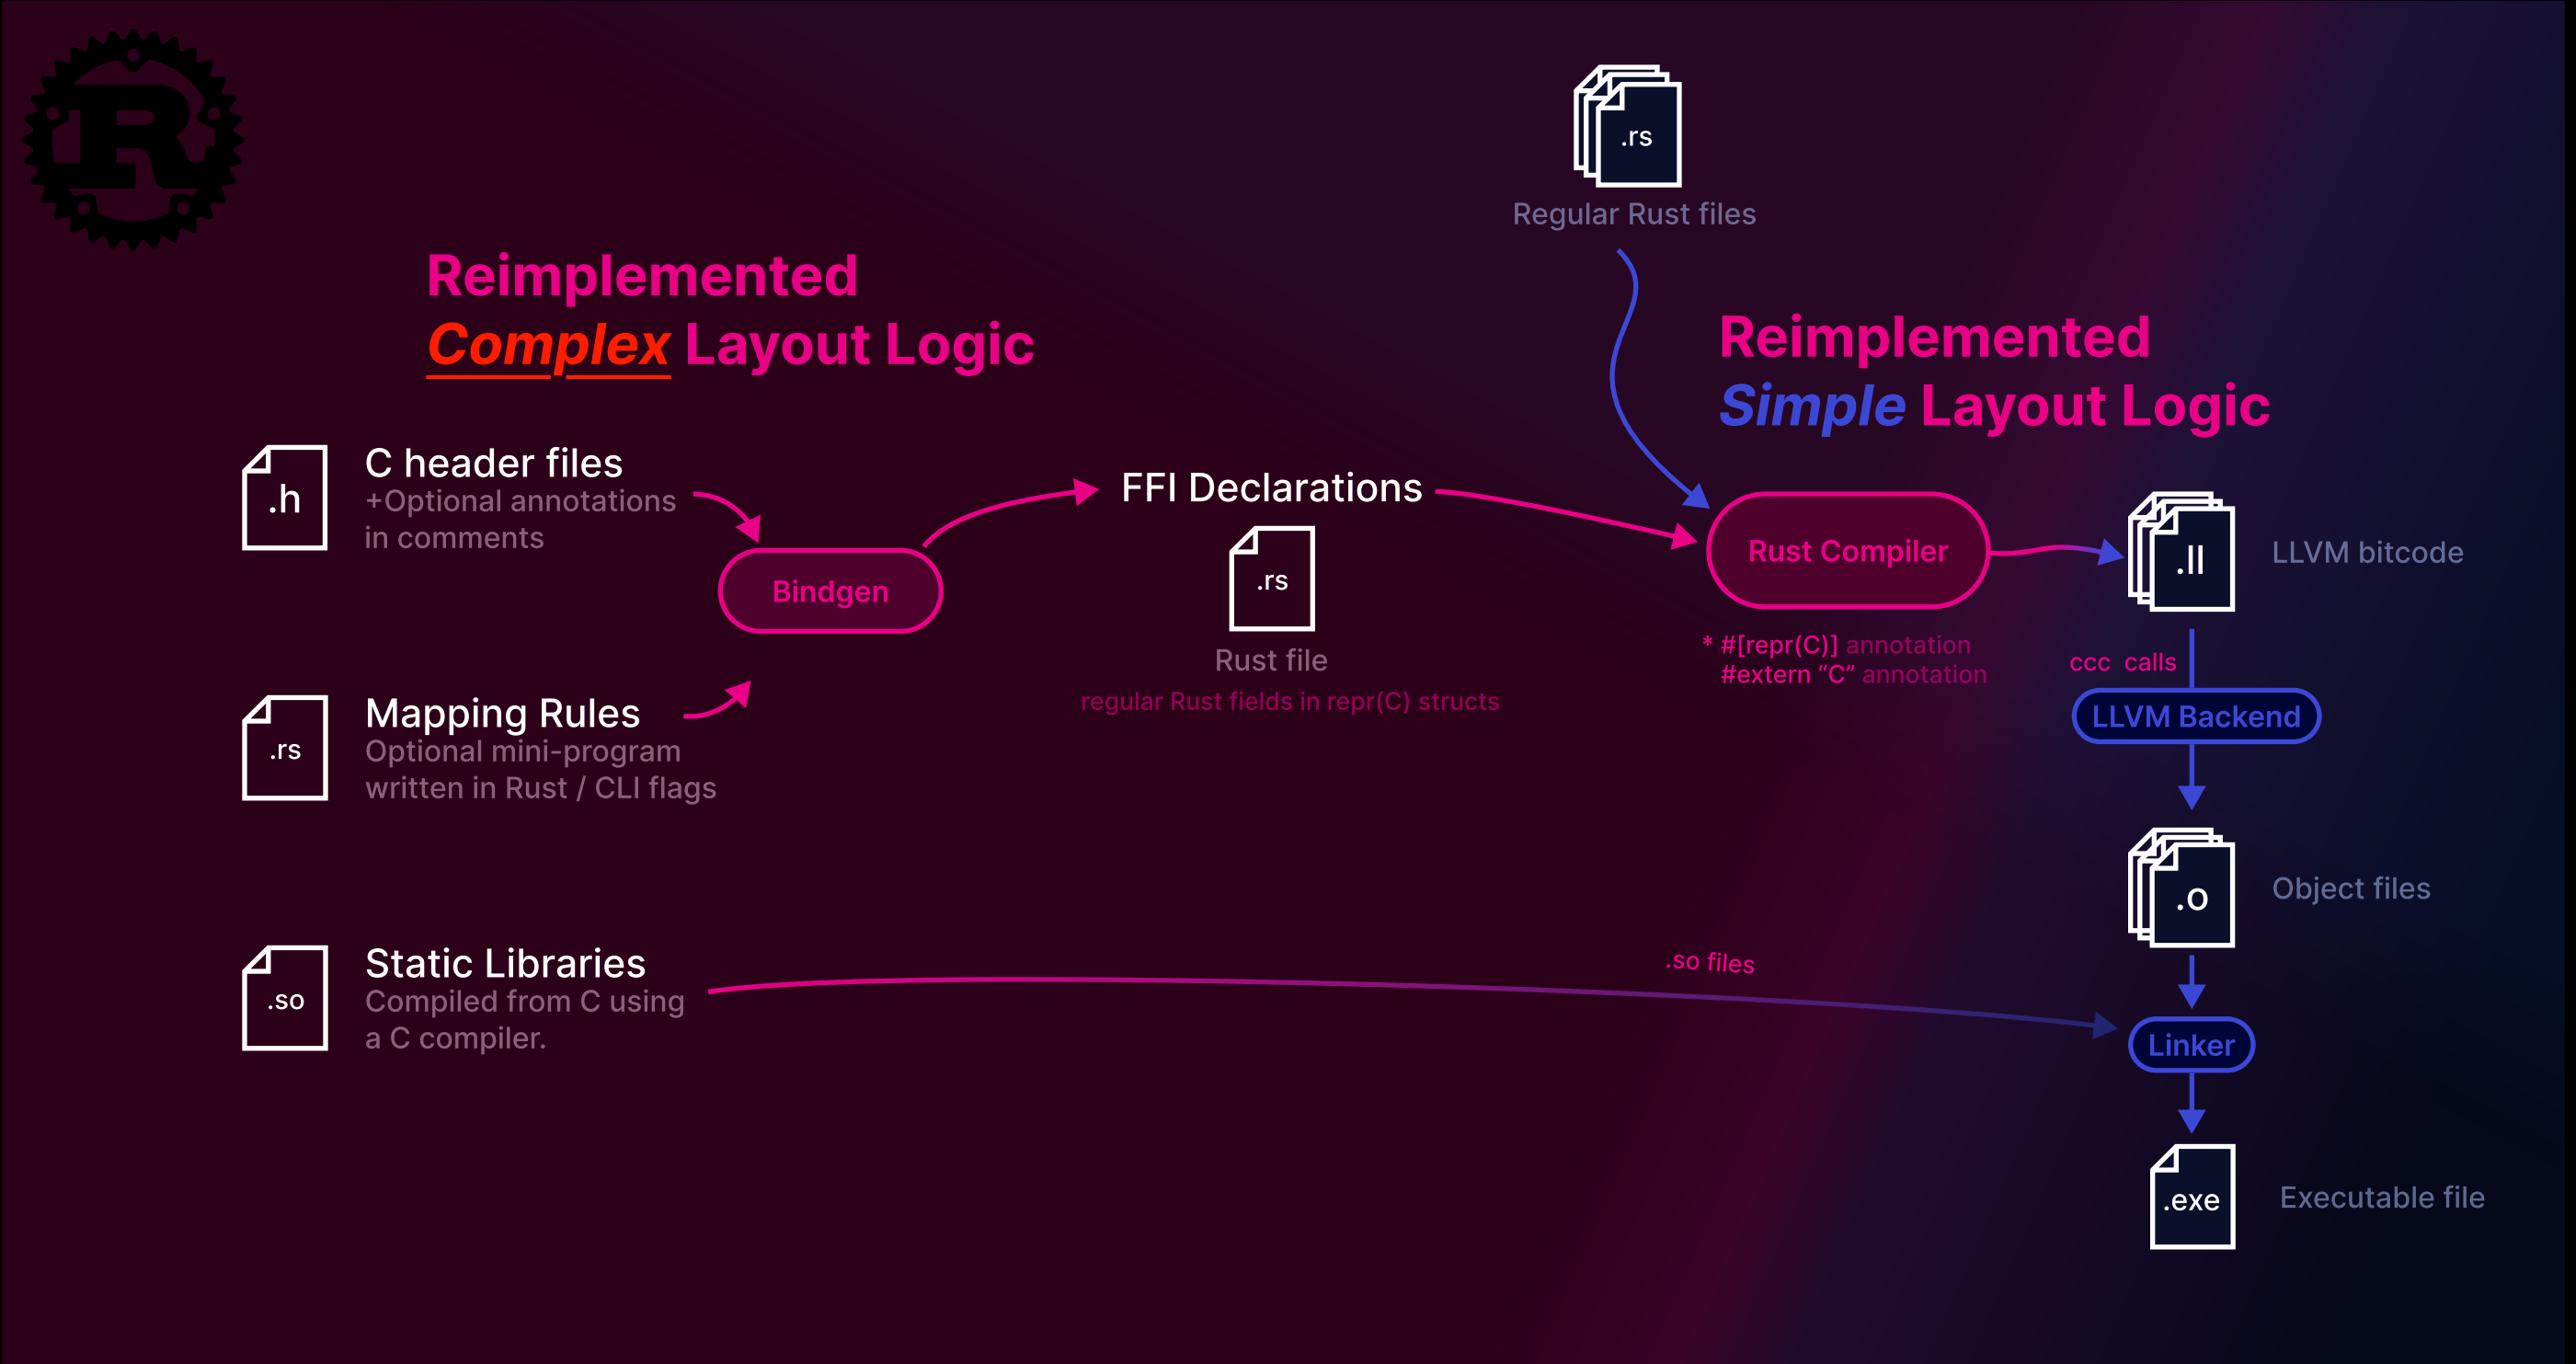 R
.rs
Regular Rust files
Reimplemented
Complex Layout Logic
Reimplemented
Simple Layout Logic
.h
C header files
+Optional annotations
in comments
Bindgen
FFI Declarations
.rs
Rust file
regular Rust fields in repr(C) structs
Rust Compiler
* #[repr(C)] annotation
#extern “C” annotation
.ll
LLVM bitcode
ccc calls
LLVM Backend
.rs
Mapping Rules
Optional mini-program
written in Rust / CLI flags
.o
Object files
.so
Static Libraries
Compiled from C using
a C compiler.
.so files
Linker
.exe
Executable file